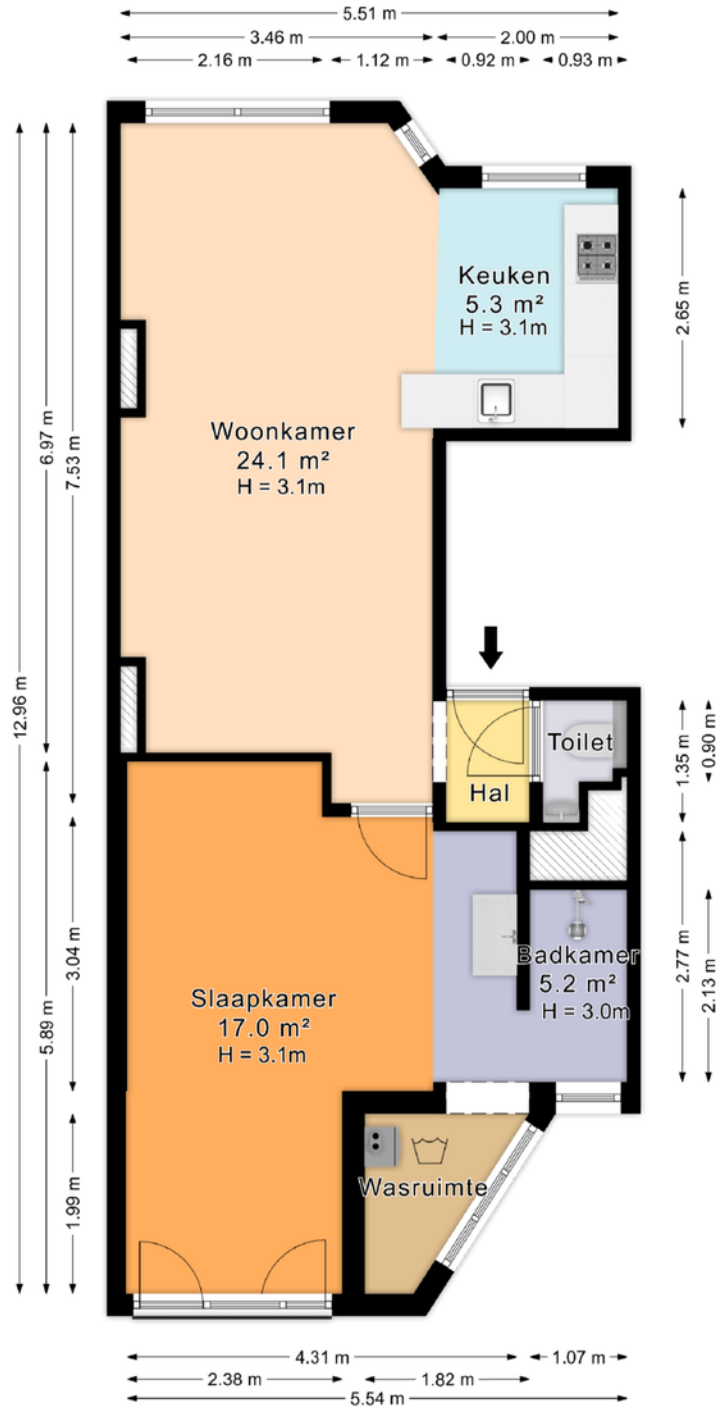 5.51 m
3.46 m
2.00 m
2.16 m
1.12 m
0.92 m
0.93 m
Keuken
5.3 m²
H = 3.1m
2.65 m
Woonkamer
24.1 m²
H = 3.1m
6.97 m
7.53 m
12.96 m
Toilet
Hal
1.35 m
0.90 m
Badkamer
5.2 m²
H = 3.0m
2.77 m
2.13 m
Slaapkamer
17.0 m²
H = 3.1m
3.04 m
5.89 m
Wasruimte
1.99 m
4.31 m
1.07 m
2.38 m
1.82 m
5.54 m